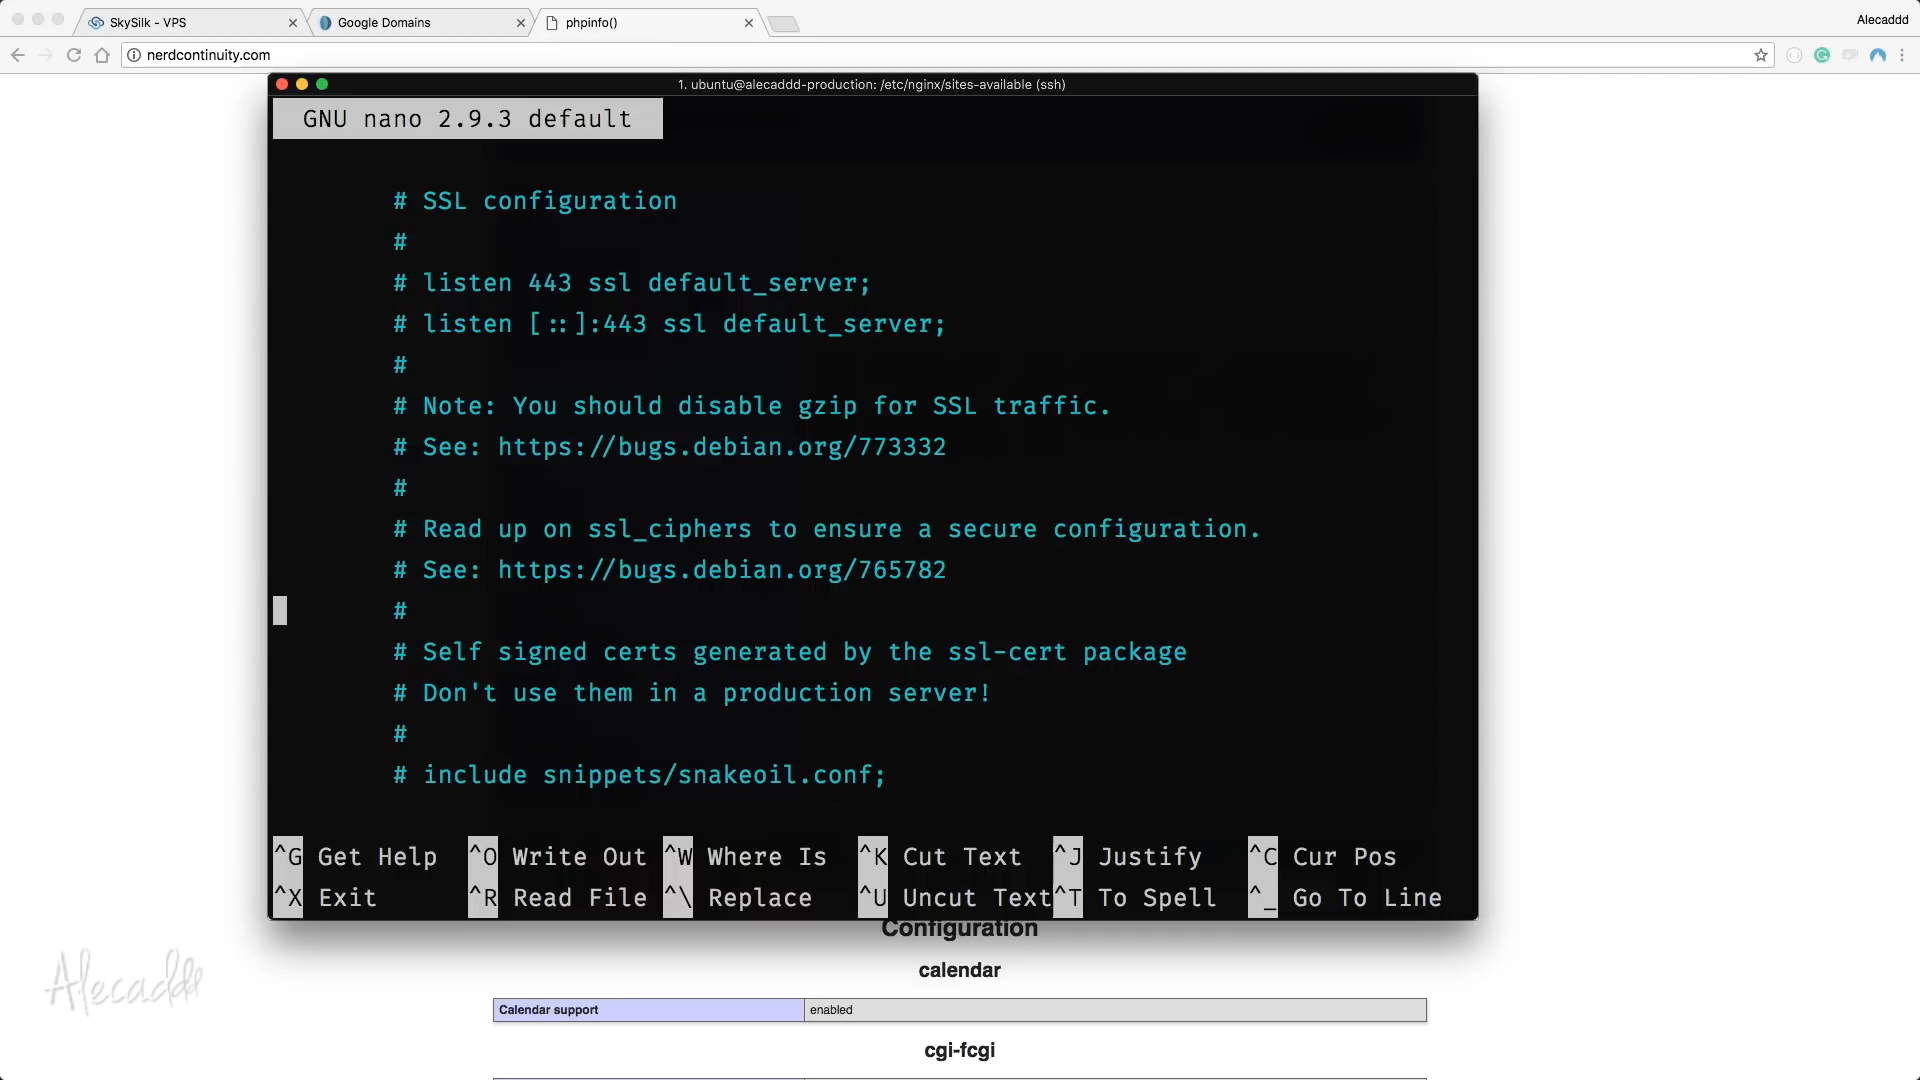 SkySilk - VPS
Google Domains
phpinfo()
Alecaddd
nerdcontinuity.com
1. ubuntu@alecaddd-production: /etc/nginx/sites-available (ssh)
GNU nano 2.9.3 default
# SSL configuration
#
# listen 443 ssl default_server;
# listen [::]:443 ssl default_server;
#
# Note: You should disable gzip for SSL traffic.
# See: https://bugs.debian.org/773332
#
# Read up on ssl_ciphers to ensure a secure configuration.
# See: https://bugs.debian.org/765782
#
# Self signed certs generated by the ssl-cert package
# Don't use them in a production server!
#
# include snippets/snakeoil.conf;
^G Get Help ^O Write Out ^W Where Is ^K Cut Text ^J Justify ^C Cur Pos
^X Exit ^R Read File ^\ Replace ^U Uncut Text ^T To Spell ^_ Go To Line
Configuration
calendar
Calendar support enabled
cgi-fcgi
Alecaddd